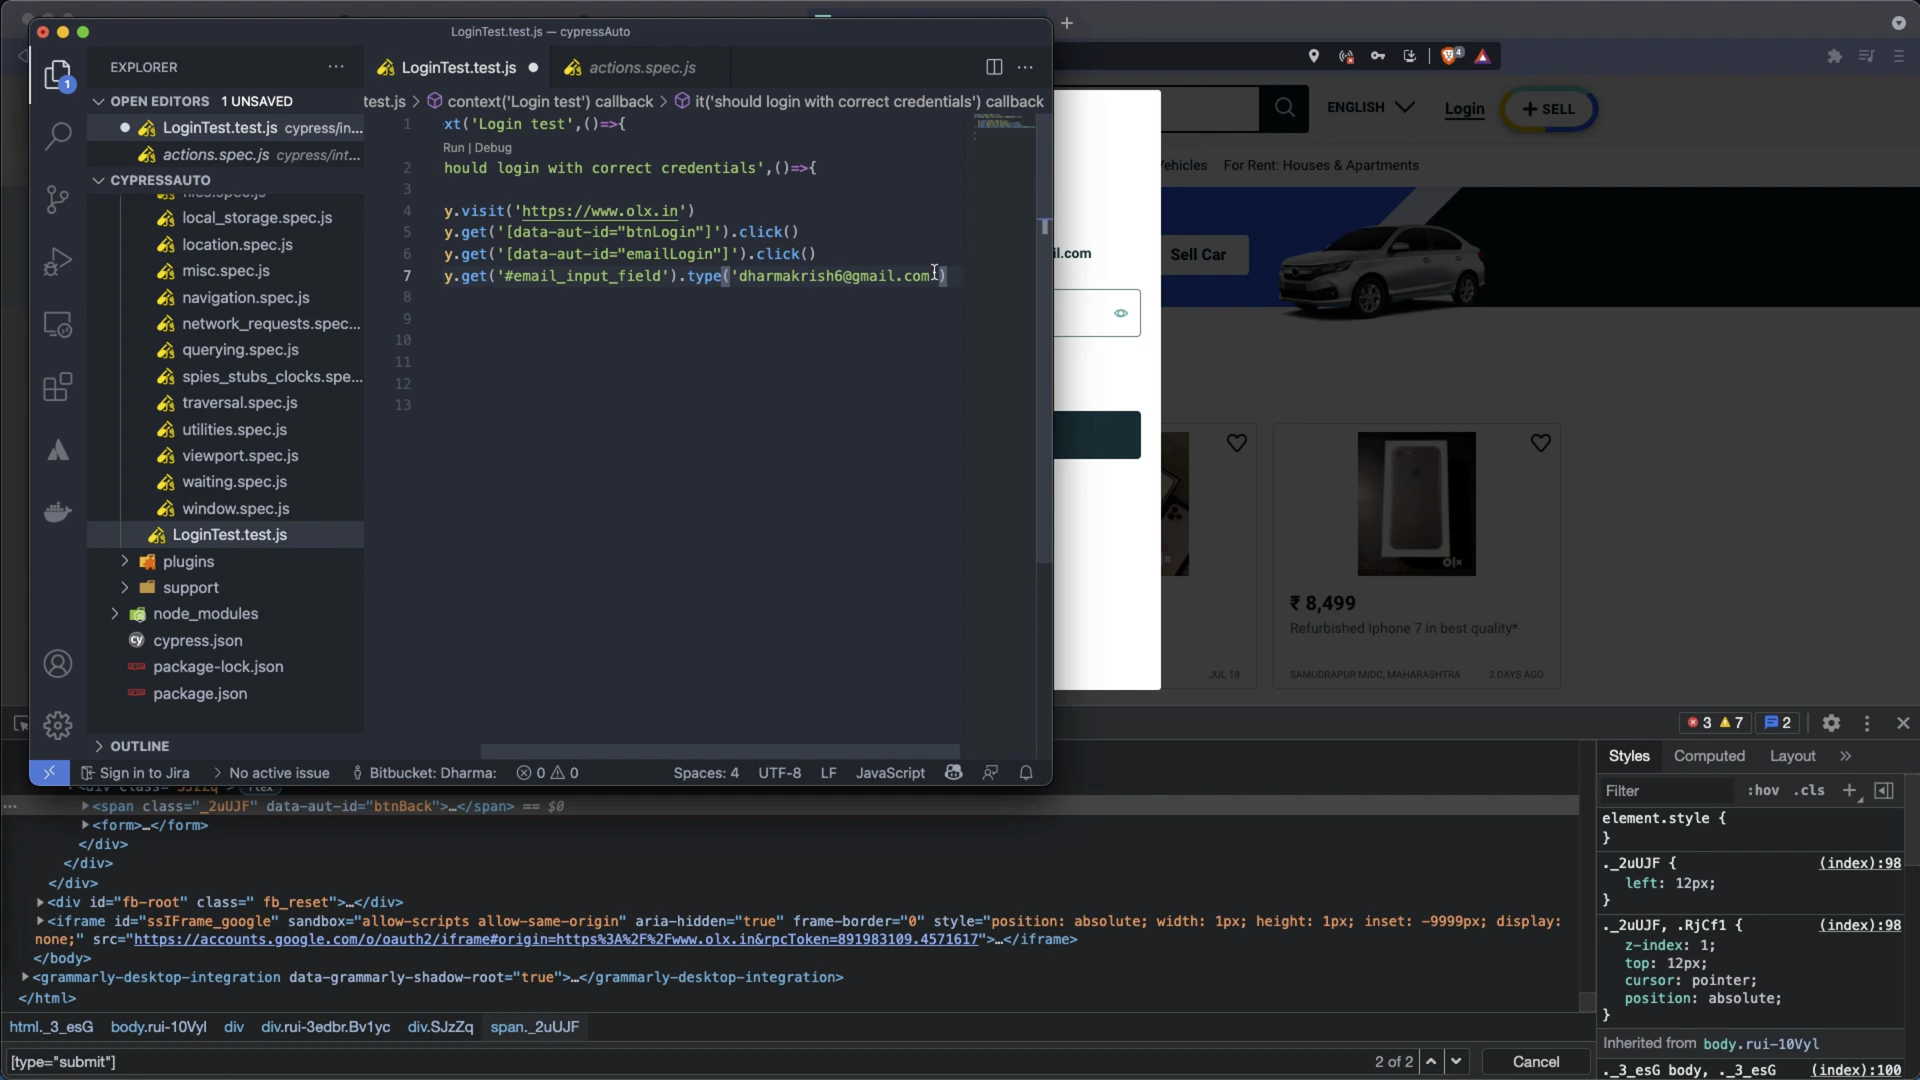 LoginTest.test.js — cypressAuto
EXPLORER
LoginTest.test.js
actions.spec.js
OPEN EDITORS 1 UNSAVED
LoginTest.test.js cypress/in...
actions.spec.js cypress/int...
CYPRESSAUTO
local_storage.spec.js
location.spec.js
misc.spec.js
navigation.spec.js
network_requests.spec...
querying.spec.js
spies_stubs_clocks.spe...
traversal.spec.js
utilities.spec.js
viewport.spec.js
waiting.spec.js
window.spec.js
LoginTest.test.js
plugins
support
node_modules
cypress.json
package-lock.json
package.json
OUTLINE
test.js > context('Login test') callback > it('should login with correct credentials') callback
1 xt('Login test',()=>{
Run | Debug
2 hould login with correct credentials',()=>{
3
4 y.visit('https://www.olx.in')
5 y.get('[data-aut-id="btnLogin"]').click()
6 y.get('[data-aut-id="emailLogin"]').click()
7 y.get('#email_input_field').type('dharmakrish6@gmail.com')
8
9
10
11
12
13
Sign in to Jira
No active issue
Bitbucket: Dharma:
0 0
Spaces: 4
UTF-8
LF
JavaScript
4
ENGLISH
Login
+ SELL
ehicles
For Rent: Houses & Apartments
il.com
Sell Car
olx
₹ 8,499
Refurbished Iphone 7 in best quality*
JUL 18
SAMUDRAPUR MIDC, MAHARASHTRA 2 DAYS AGO
3 7 2
<span class="_2uUJF" data-aut-id="btnBack">…</span> == $0
<form>…</form>
</div>
</div>
</div>
<div id="fb-root" class=" fb_reset">…</div>
<iframe id="ssIFrame_google" sandbox="allow-scripts allow-same-origin" aria-hidden="true" frame-border="0" style="position: absolute; width: 1px; height: 1px; inset: -9999px; display:
none;" src="https://accounts.google.com/o/oauth2/iframe#origin=https%3A%2F%2Fwww.olx.in&rpcToken=891983109.4571617">…</iframe>
</body>
<grammarly-desktop-integration data-grammarly-shadow-root="true">…</grammarly-desktop-integration>
</html>
html._3_esG body.rui-10Vyl div div.rui-3edbr.Bv1yc div.SJzZq span._2uUJF
[type="submit"]
2 of 2
Cancel
Styles Computed Layout »
Filter
:hov .cls +
element.style {
}
._2uUJF { (index):98
left: 12px;
}
._2uUJF, .RjCf1 { (index):98
z-index: 1;
top: 12px;
cursor: pointer;
position: absolute;
}
Inherited from body.rui-10Vyl
._3_esG body, ._3_esG (index):100